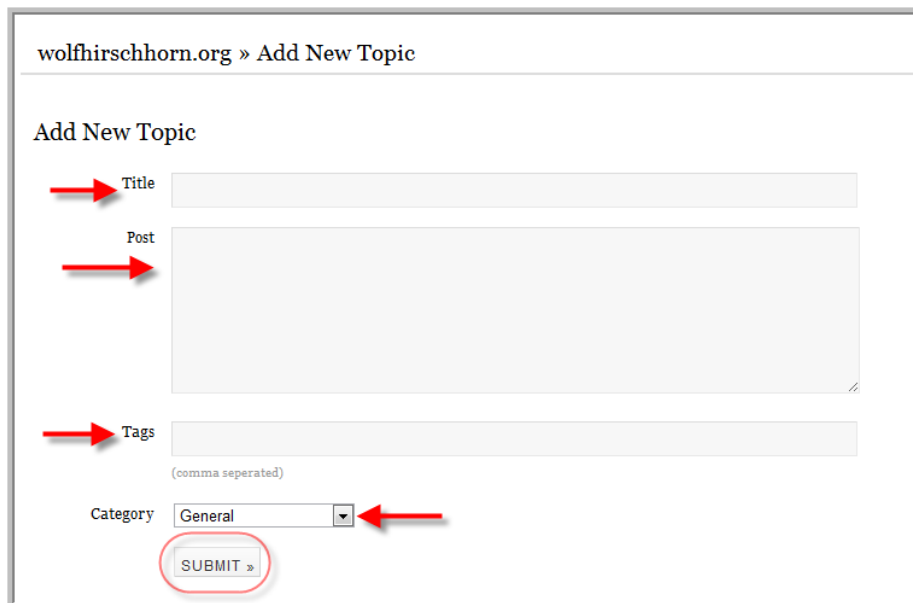 wolfhirschhorn.org » Add New Topic
Add New Topic
Title
Post
Tags
(comma seperated)
Category General
SUBMIT »